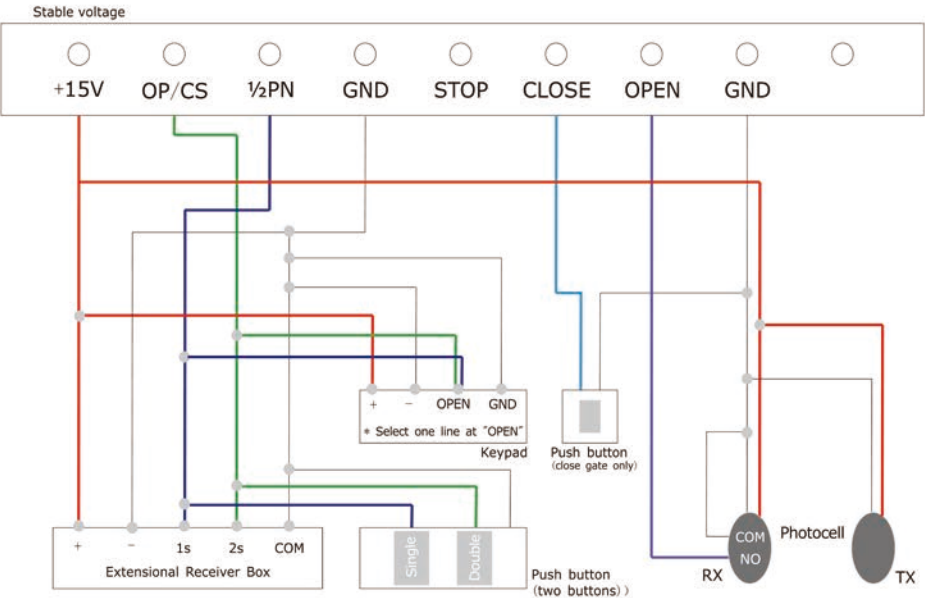 Stable voltage
+15V OP/CS ½PN GND STOP CLOSE OPEN GND
+ − OPEN GND
* Select one line at "OPEN"
Keypad
Push button
(close gate only)
+ − 1s 2s COM
Extensional Receiver Box
Single Double
Push button
(two buttons))
COM
NO
RX
Photocell
TX